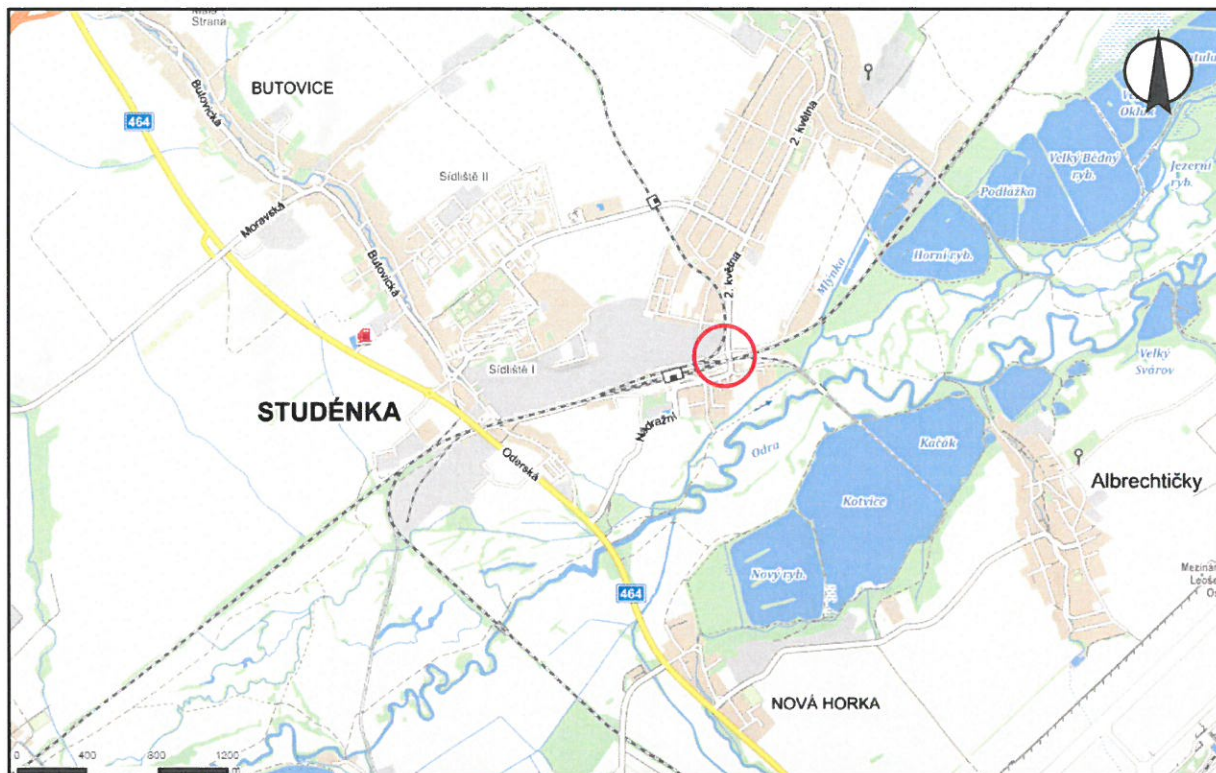 Strana
BUTOVICE
Butovická
464
Sídliště II
Moravská
Butovická
2. května
2. května
Mlýnka
Podlážka
Velký Bědný
ryb.
Jezerní
ryb.
Horní ryb.
Velký
Svárov
Sídliště I
STUDÉNKA
Nádražní
Oderská
Odra
Kačák
Kotvice
Albrechtičky
Nový ryb.
464
NOVÁ HORKA
0 400 800 1200
m